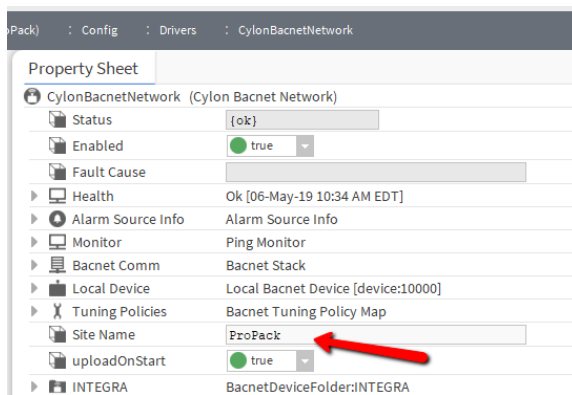 Pack) : Config : Drivers : CylonBacnetNetwork
Property Sheet
CylonBacnetNetwork (Cylon Bacnet Network)
Status {ok}
Enabled true
Fault Cause
Health Ok [06-May-19 10:34 AM EDT]
Alarm Source Info Alarm Source Info
Monitor Ping Monitor
Bacnet Comm Bacnet Stack
Local Device Local Bacnet Device [device:10000]
Tuning Policies Bacnet Tuning Policy Map
Site Name ProPack
uploadOnStart true
INTEGRA BacnetDeviceFolder:INTEGRA